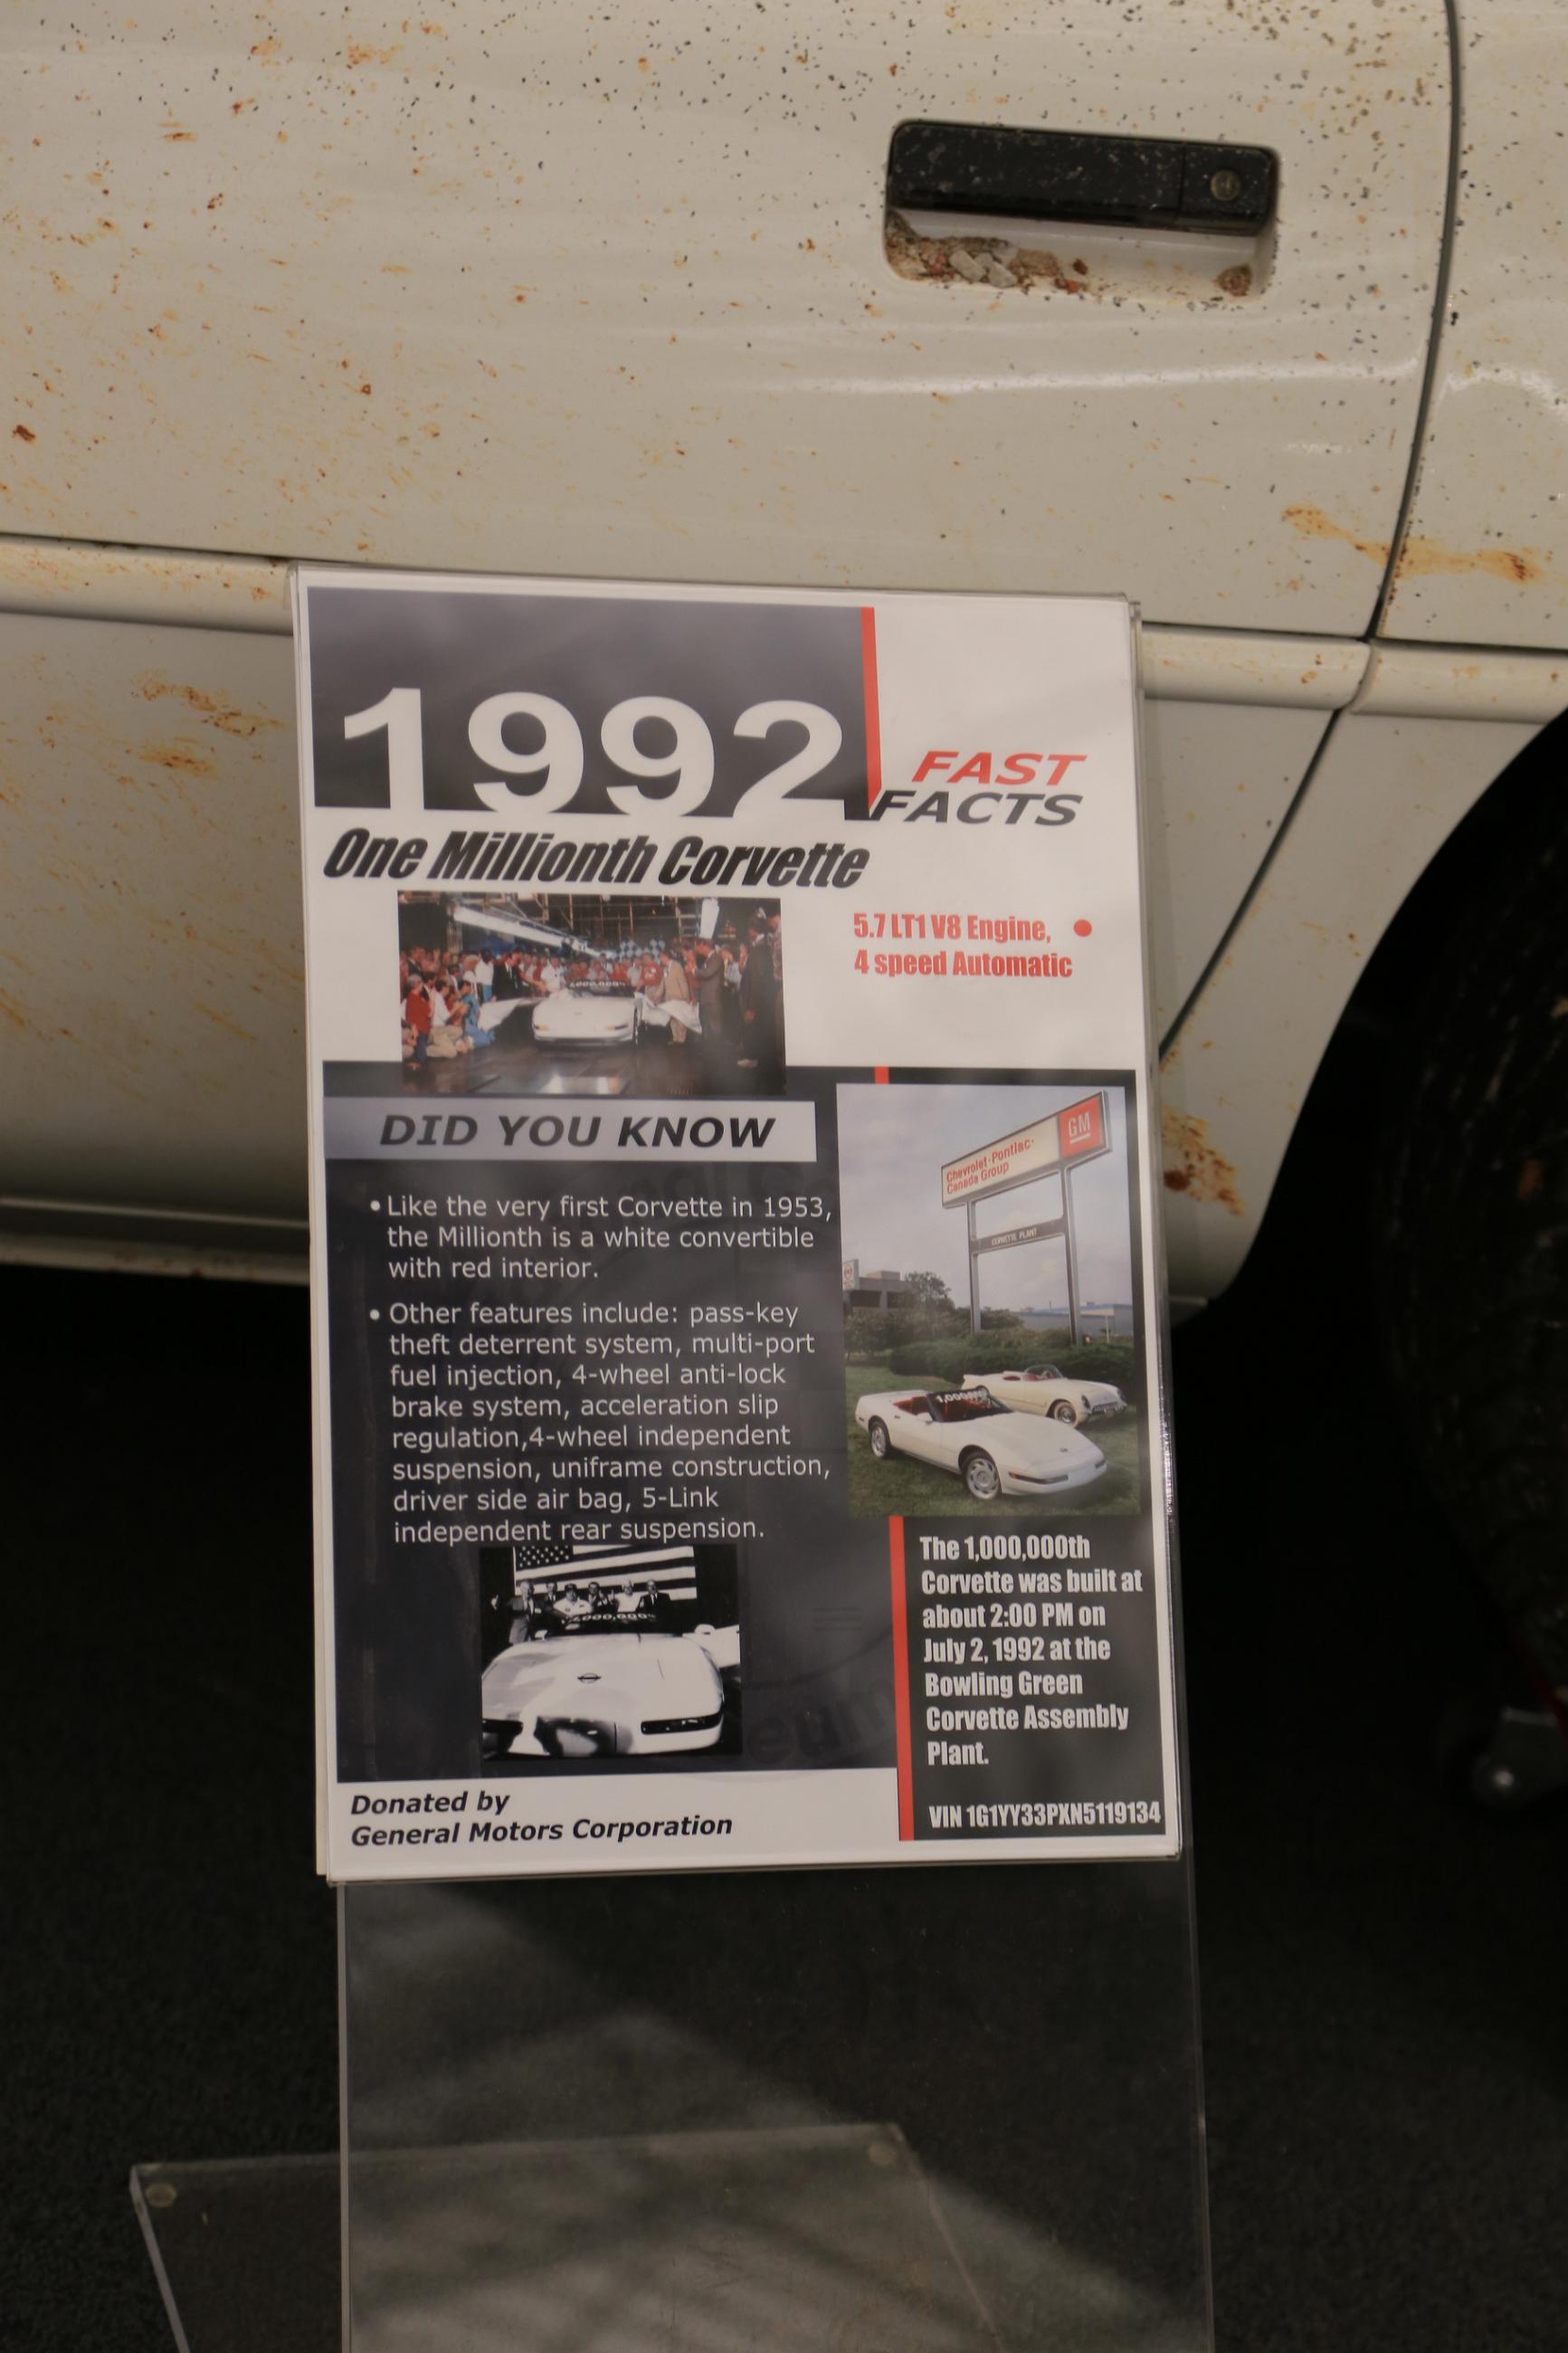 1992
FAST
FACTS
One Millionth Corvette
5.7 LT1 V8 Engine,
4 speed Automatic
DID YOU KNOW
• Like the very first Corvette in 1953,
the Millionth is a white convertible
with red interior.
• Other features include: pass-key
theft deterrent system, multi-port
fuel injection, 4-wheel anti-lock
brake system, acceleration slip
regulation,4-wheel independent
suspension, uniframe construction,
driver side air bag, 5-Link
independent rear suspension.
Chevrolet-Pontiac-
Canada Group
GM
CORVETTE PLANT
The 1,000,000th
Corvette was built at
about 2:00 PM on
July 2, 1992 at the
Bowling Green
Corvette Assembly
Plant.
VIN 1G1YY33PXN5119134
Donated by
General Motors Corporation